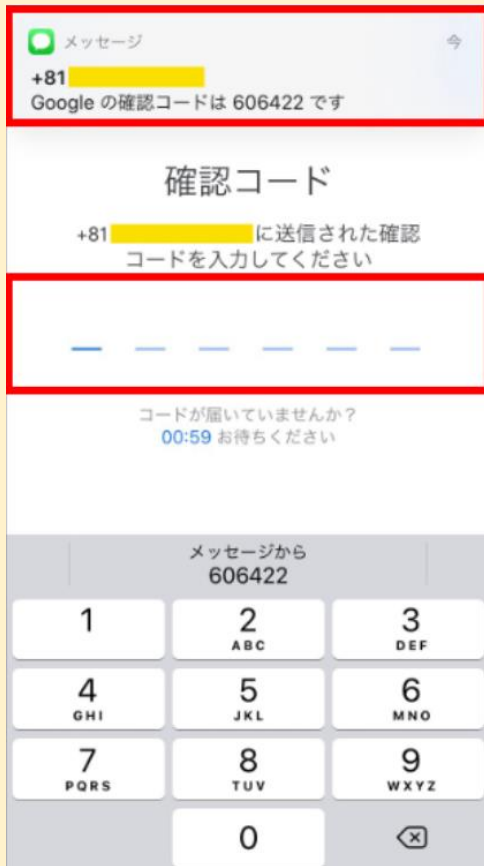 メッセージ 今
+81
Google の確認コードは 606422 です
確認コード
+81 に送信された確認
コードを入力してください
コードが届いていませんか？
00:59 お待ちください
メッセージから
606422
1 2 3
ABC DEF
4 5 6
GHI JKL MNO
7 8 9
PQRS TUV WXYZ
0